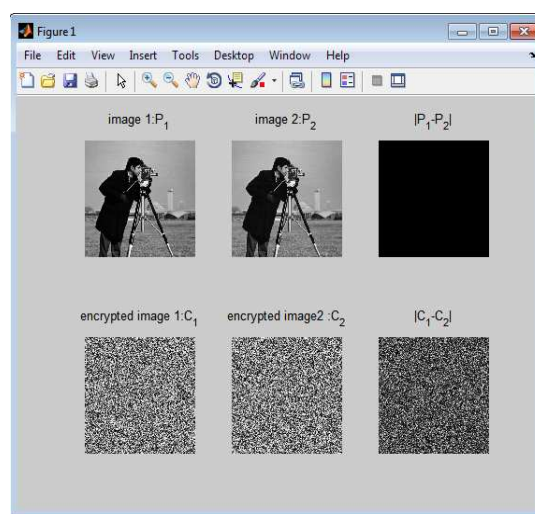 Figure 1
File Edit View Insert Tools Desktop Window Help
image 1:P₁ image 2:P₂ |P₁-P₂|
encrypted image 1:C₁ encrypted image2 :C₂ |C₁-C₂|